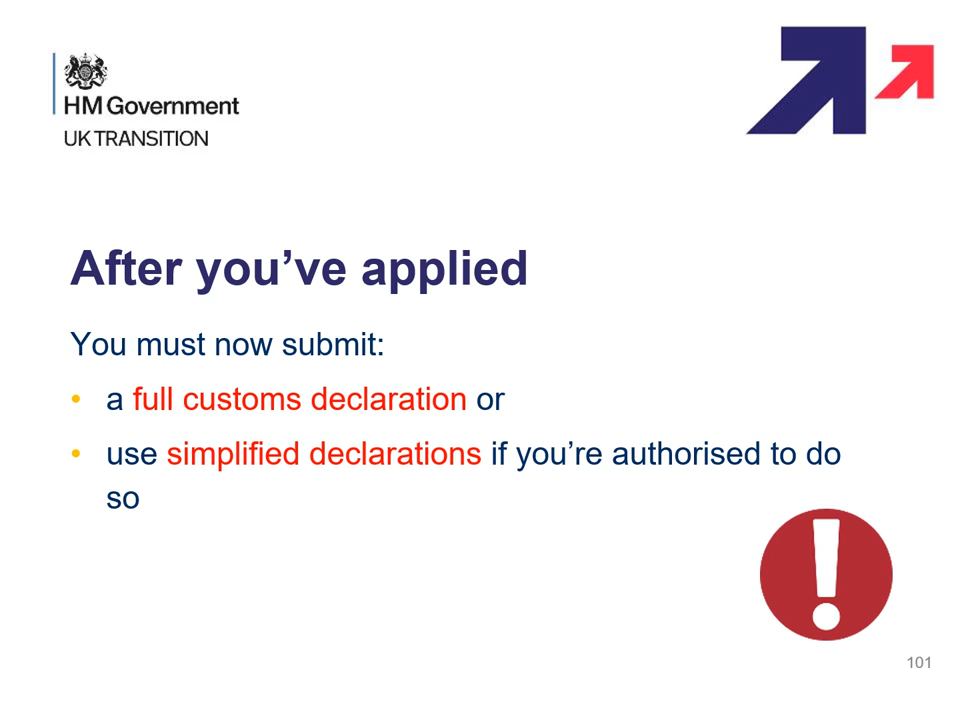 HM Government
UK TRANSITION
After you’ve applied
You must now submit:
• a full customs declaration or
• use simplified declarations if you’re authorised to do
so
101